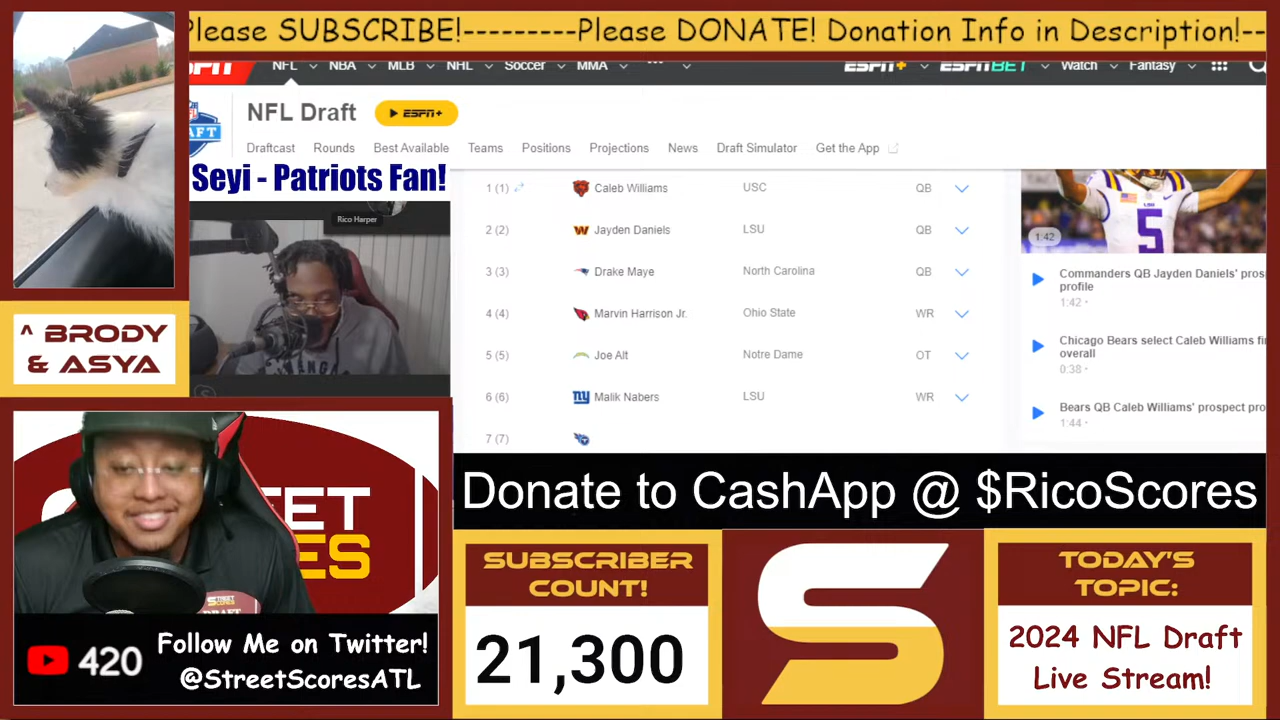 Please SUBSCRIBE!---------Please DONATE! Donation Info in Description!--
NFL NBA MLB NHL Soccer MMA ... ESPN+ ESPN BET Watch Fantasy
NFL Draft ESPN+
Draftcast Rounds Best Available Teams Positions Projections News Draft Simulator Get the App
Seyi - Patriots Fan!
Rico Harper
1 (1) Caleb Williams USC QB
2 (2) Jayden Daniels LSU QB
3 (3) Drake Maye North Carolina QB
4 (4) Marvin Harrison Jr. Ohio State WR
5 (5) Joe Alt Notre Dame OT
6 (6) Malik Nabers LSU WR
7 (7)
5
1:42
Commanders QB Jayden Daniels' pros
profile
1:42
Chicago Bears select Caleb Williams fi
overall
0:38
Bears QB Caleb Williams' prospect pro
1:44
^ BRODY
& ASYA
Donate to CashApp @ $RicoScores
SUBSCRIBER
COUNT!
21,300
S
TODAY'S
TOPIC:
2024 NFL Draft
Live Stream!
420
Follow Me on Twitter!
@StreetScoresATL